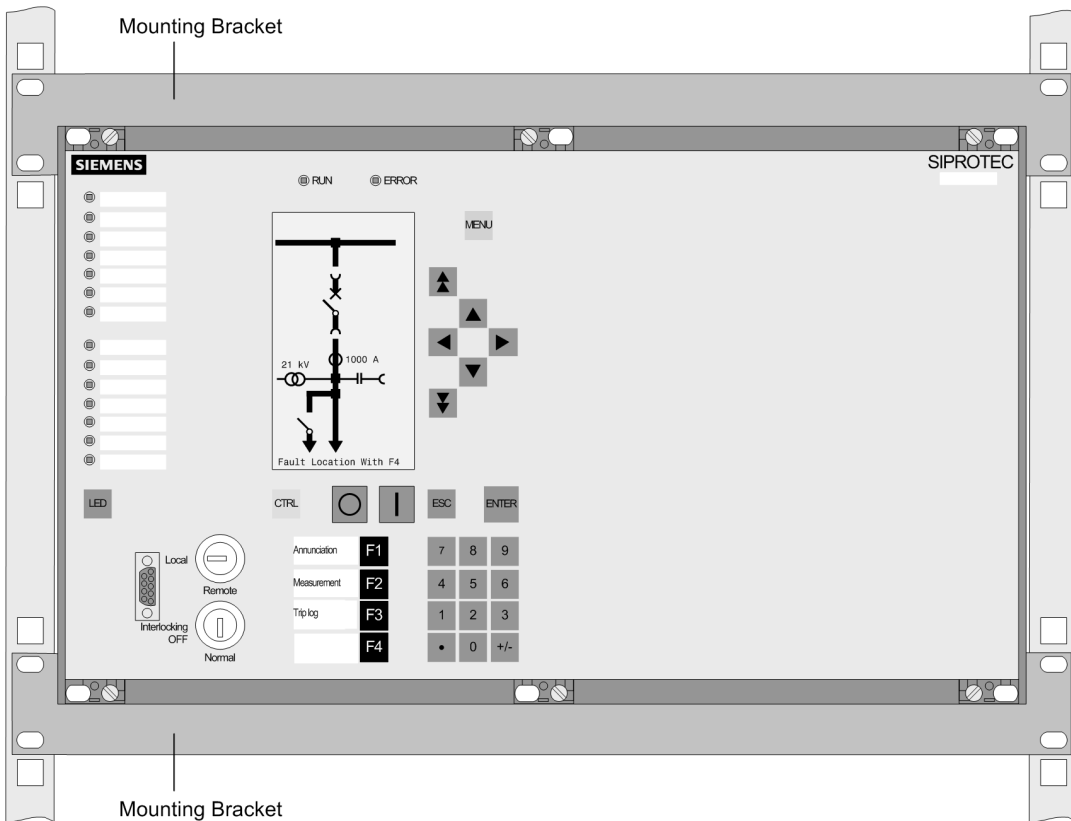 Mounting Bracket
SIEMENS
SIPROTEC
RUN
ERROR
MENU
21 kV
1000 A
Fault Location With F4
LED
CTRL
ESC
ENTER
Local
Remote
Interlocking
OFF
Normal
Annunciation F1
Measurement F2
Trip log F3
F4
7 8 9
4 5 6
1 2 3
• 0 +/-
Mounting Bracket